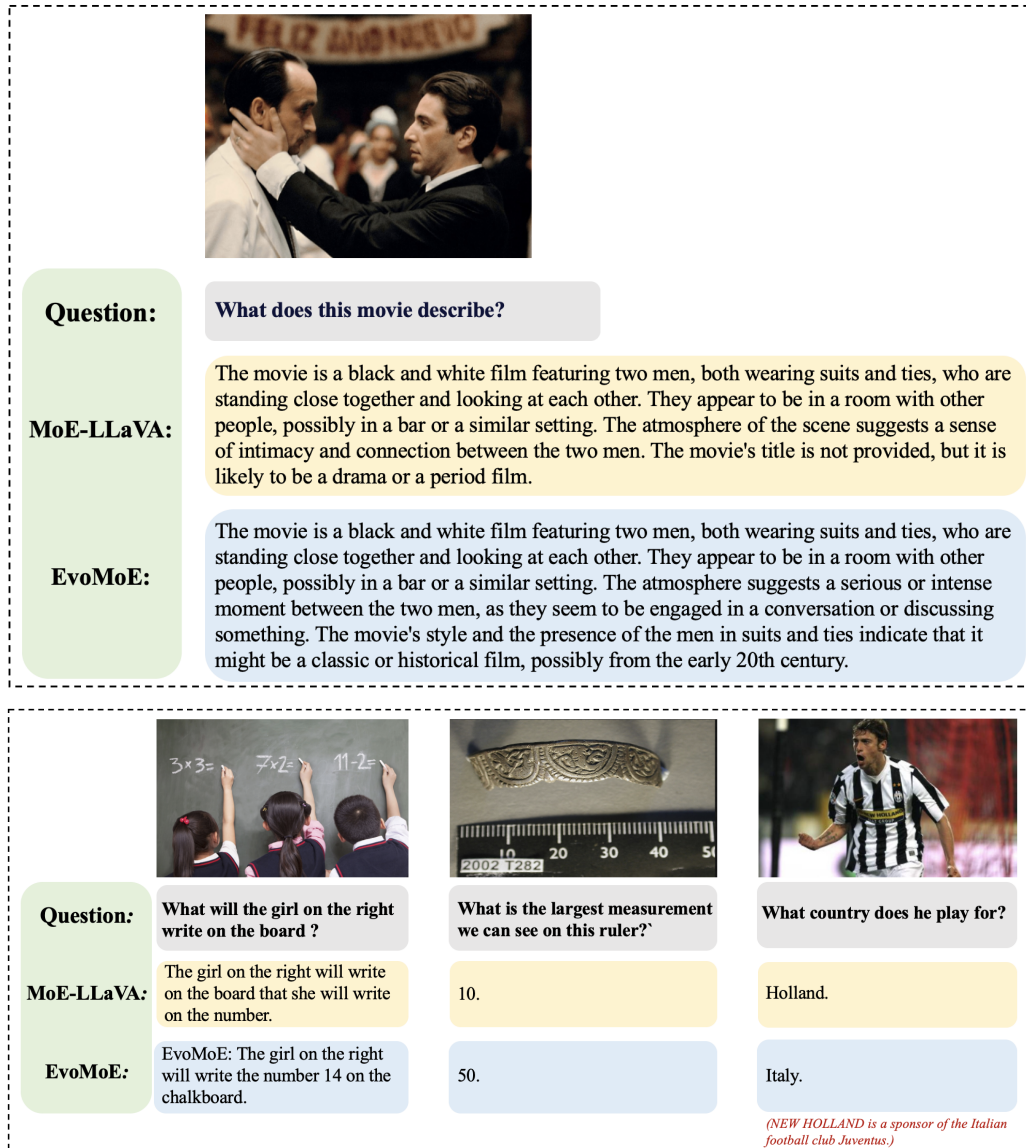 FELIZ AÑO NUEVO
Question:
What does this movie describe?
MoE-LLaVA:
The movie is a black and white film featuring two men, both wearing suits and ties, who are
standing close together and looking at each other. They appear to be in a room with other
people, possibly in a bar or a similar setting. The atmosphere of the scene suggests a sense
of intimacy and connection between the two men. The movie's title is not provided, but it is
likely to be a drama or a period film.
EvoMoE:
The movie is a black and white film featuring two men, both wearing suits and ties, who are
standing close together and looking at each other. They appear to be in a room with other
people, possibly in a bar or a similar setting. The atmosphere suggests a serious or intense
moment between the two men, as they seem to be engaged in a conversation or discussing
something. The movie's style and the presence of the men in suits and ties indicate that it
might be a classic or historical film, possibly from the early 20th century.
3×3= 7×2= 11-2=
10 20 30 40 50
2002 T282
NEW HOLLAND
Question:
What will the girl on the right
write on the board ?
What is the largest measurement
we can see on this ruler?`
What country does he play for?
MoE-LLaVA:
The girl on the right will write
on the board that she will write
on the number.
10.
Holland.
EvoMoE:
EvoMoE: The girl on the right
will write the number 14 on the
chalkboard.
50.
Italy.
(NEW HOLLAND is a sponsor of the Italian
football club Juventus.)